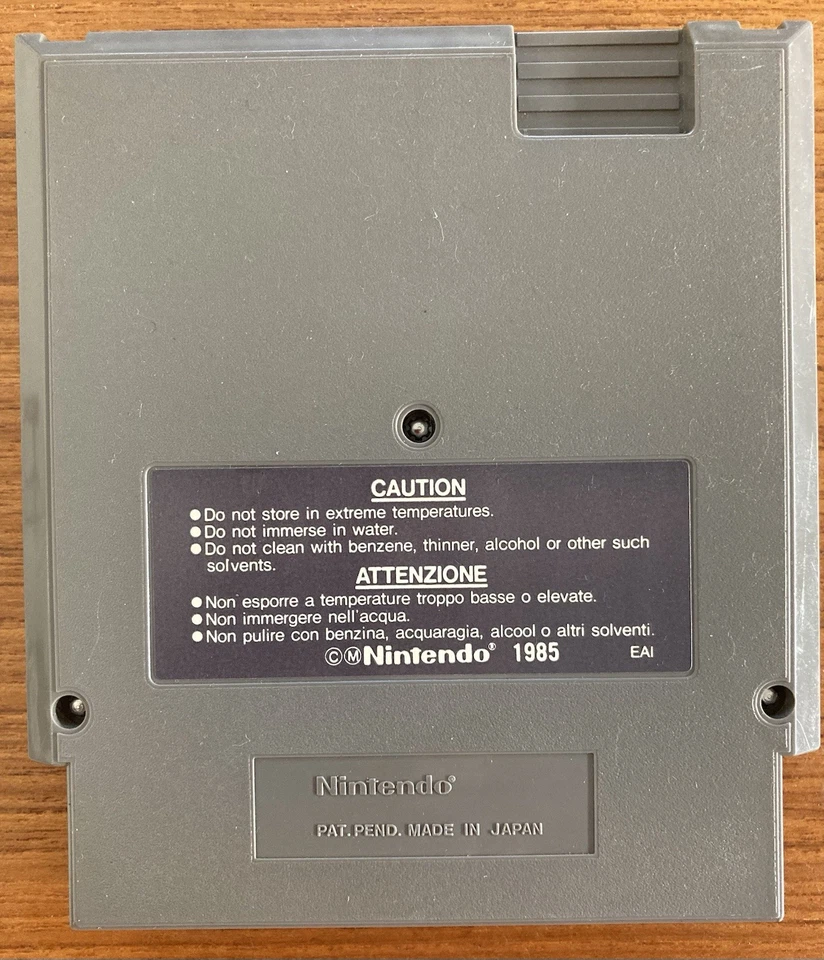 CAUTION
●Do not store in extreme temperatures.
●Do not immerse in water.
●Do not clean with benzene, thinner, alcohol or other such
solvents.
ATTENZIONE
●Non esporre a temperature troppo basse o elevate.
●Non immergere nell'acqua.
●Non pulire con benzina, acquaragia, alcool o altri solventi.
ⒸⓂNintendo® 1985 EAI
Nintendo®
PAT. PEND. MADE IN JAPAN